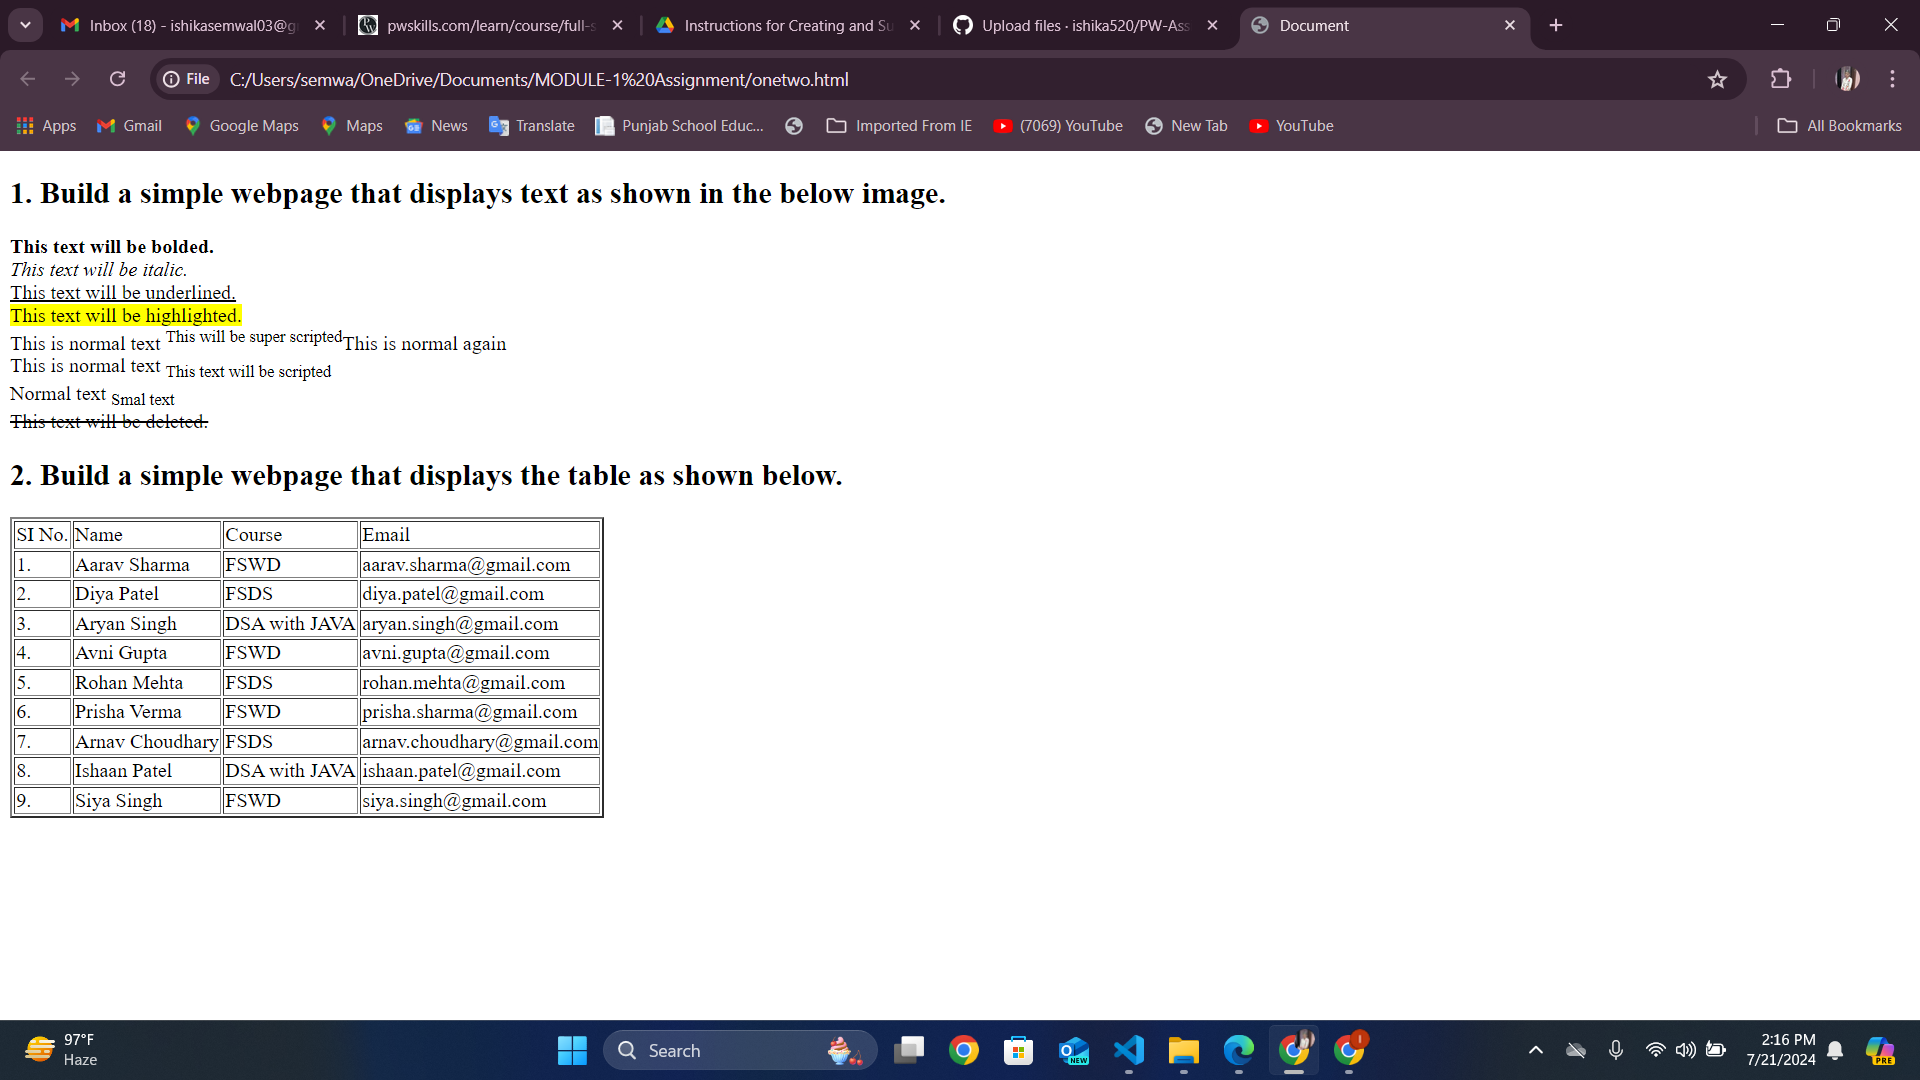 Inbox (18) - ishikasemwal03@g
pwskills.com/learn/course/full-s
Instructions for Creating and Su
Upload files · ishika520/PW-Ass
Document
File C:/Users/semwa/OneDrive/Documents/MODULE-1%20Assignment/onetwo.html
Apps Gmail Google Maps Maps News Translate Punjab School Educ... Imported From IE (7069) YouTube New Tab YouTube All Bookmarks
1. Build a simple webpage that displays text as shown in the below image.
This text will be bolded.
This text will be italic.
This text will be underlined.
This text will be highlighted.
This is normal text This will be super scriptedThis is normal again
This is normal text This text will be scripted
Normal text Smal text
This text will be deleted.
2. Build a simple webpage that displays the table as shown below.
SI No. Name Course Email
1. Aarav Sharma FSWD aarav.sharma@gmail.com
2. Diya Patel FSDS diya.patel@gmail.com
3. Aryan Singh DSA with JAVA aryan.singh@gmail.com
4. Avni Gupta FSWD avni.gupta@gmail.com
5. Rohan Mehta FSDS rohan.mehta@gmail.com
6. Prisha Verma FSWD prisha.sharma@gmail.com
7. Arnav Choudhary FSDS arnav.choudhary@gmail.com
8. Ishaan Patel DSA with JAVA ishaan.patel@gmail.com
9. Siya Singh FSWD siya.singh@gmail.com
97°F
Haze
Search
NEW
2:16 PM
7/21/2024
PRE